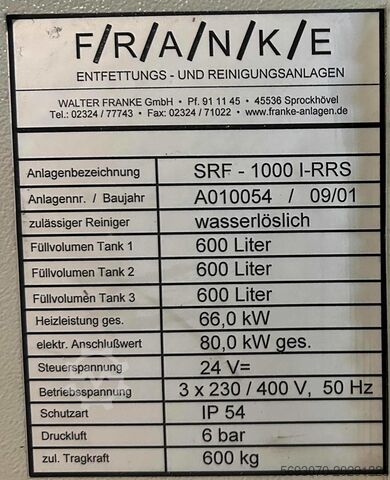 F/R/A/N/K/E
ENTFETTUNGS - UND REINIGUNGSANLAGEN
WALTER FRANKE GmbH • Pf. 91 11 45 • 45536 Sprockhövel
Tel.: 02324 / 77743 • Fax: 02324 / 71022 • www.franke-anlagen.de
Anlagenbezeichnung SRF - 1000 I-RRS
Anlagennr. / Baujahr A010054 / 09/01
zulässiger Reiniger wasserlöslich
Füllvolumen Tank 1 600 Liter
Füllvolumen Tank 2 600 Liter
Füllvolumen Tank 3 600 Liter
Heizleistung ges. 66,0 kW
elektr. Anschlußwert 80,0 kW ges.
Steuerspannung 24 V=
Betriebsspannung 3 x 230 / 400 V, 50 Hz
Schutzart IP 54
Druckluft 6 bar
zul. Tragkraft 600 kg